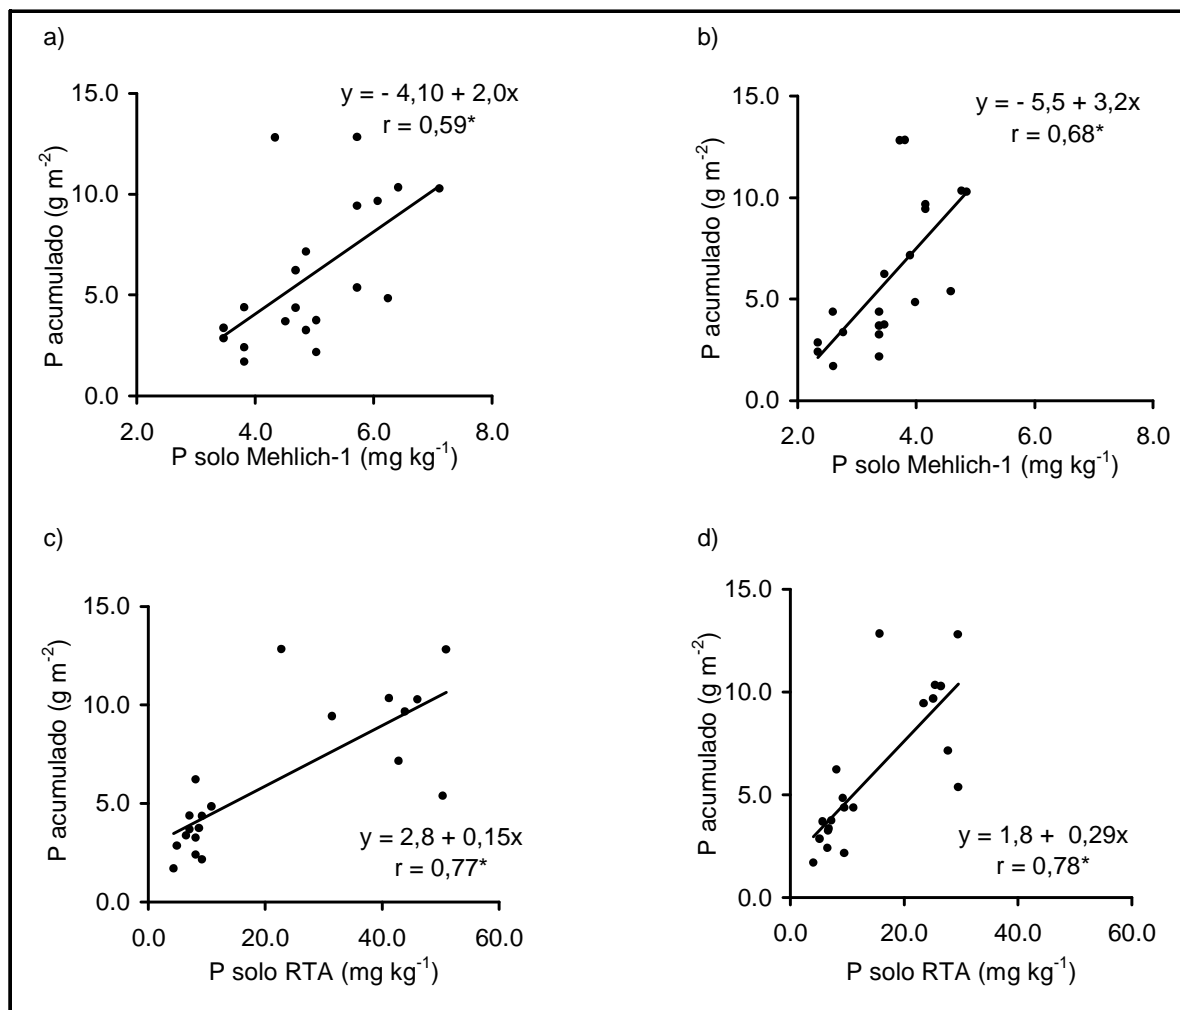 a)
y = - 4,10 + 2,0x
r = 0,59*
15.0
10.0
5.0
0.0
P acumulado (g m-2)
2.0 4.0 6.0 8.0
P solo Mehlich-1 (mg kg-1)
b)
y = - 5,5 + 3,2x
r = 0,68*
15.0
10.0
5.0
0.0
P acumulado (g m-2)
2.0 4.0 6.0 8.0
P solo Mehlich-1 (mg kg-1)
c)
15.0
10.0
5.0
0.0
P acumulado (g m-2)
y = 2,8 + 0,15x
r = 0,77*
0.0 20.0 40.0 60.0
P solo RTA (mg kg-1)
d)
15.0
10.0
5.0
0.0
P acumulado (g m-2)
y = 1,8 + 0,29x
r = 0,78*
0.0 20.0 40.0 60.0
P solo RTA (mg kg-1)